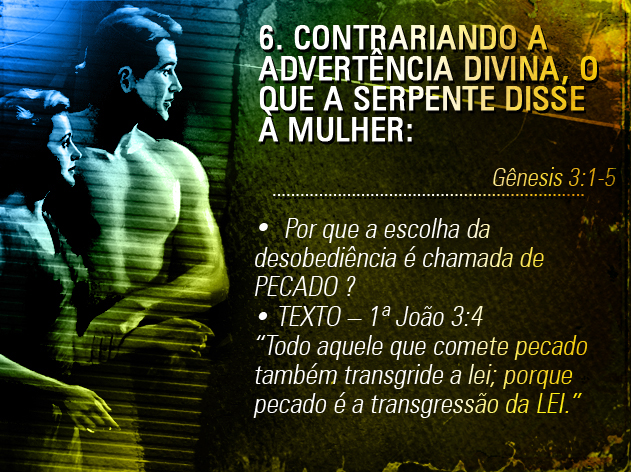 6. CONTRARIANDO A
ADVERTÊNCIA DIVINA, O
QUE A SERPENTE DISSE
À MULHER:
Gênesis 3:1-5
• Por que a escolha da
desobediência é chamada de
PECADO ?
• TEXTO – 1ª João 3:4
“Todo aquele que comete pecado
também transgride a lei; porque
pecado é a transgressão da LEI.”